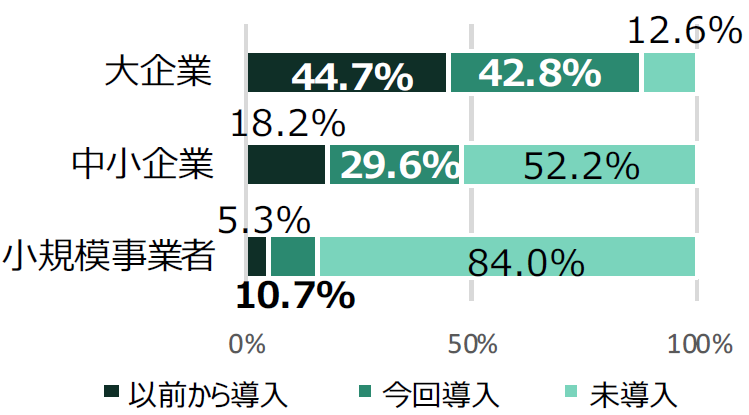 12.6%
大企業 44.7% 42.8%
18.2%
中小企業 29.6% 52.2%
5.3%
小規模事業者 84.0%
10.7%
0% 50% 100%
以前から導入 今回導入 未導入